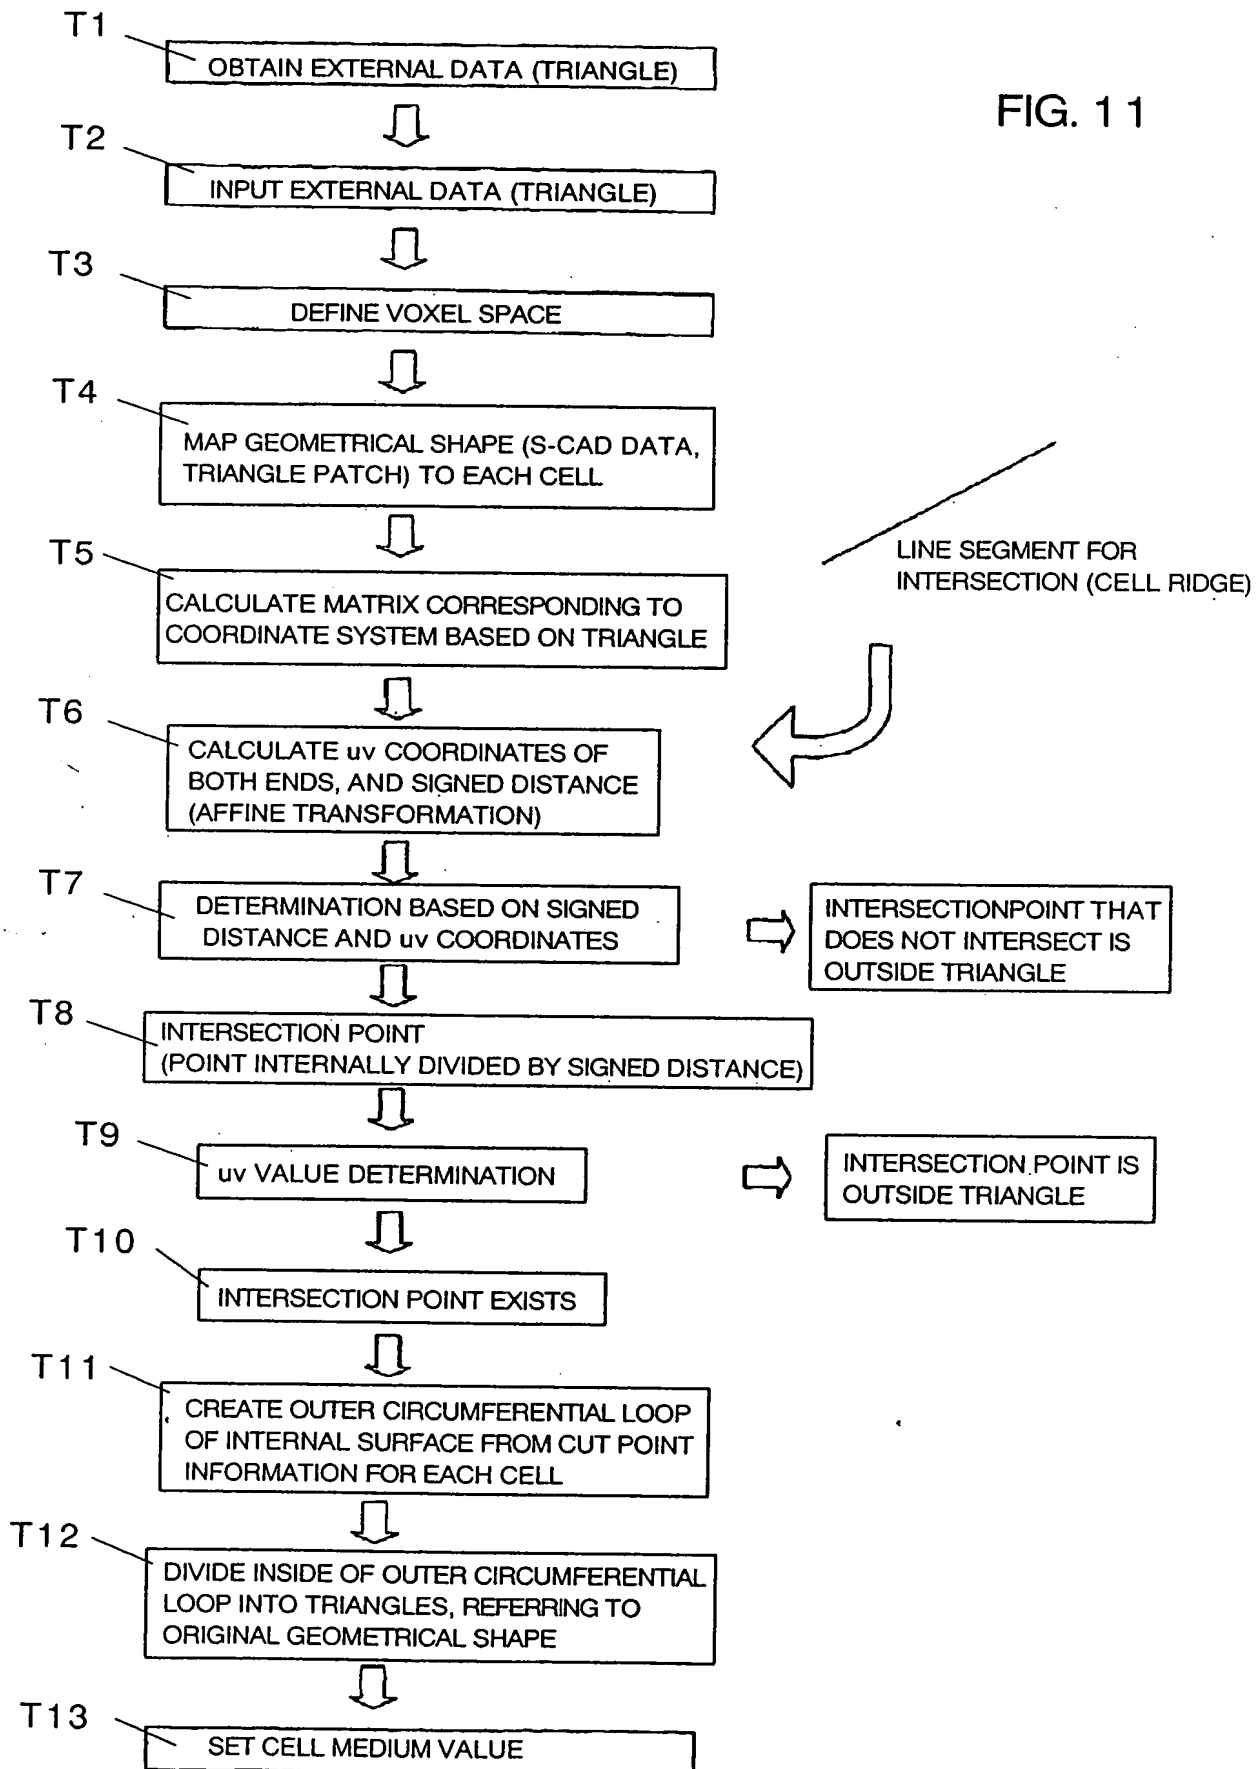 T1
OBTAIN EXTERNAL DATA (TRIANGLE)
FIG. 11
T2
INPUT EXTERNAL DATA (TRIANGLE)
T3
DEFINE VOXEL SPACE
T4
MAP GEOMETRICAL SHAPE (S-CAD DATA,
TRIANGLE PATCH) TO EACH CELL
LINE SEGMENT FOR
INTERSECTION (CELL RIDGE)
T5
CALCULATE MATRIX CORRESPONDING TO
COORDINATE SYSTEM BASED ON TRIANGLE
T6
CALCULATE uv COORDINATES OF
BOTH ENDS, AND SIGNED DISTANCE
(AFFINE TRANSFORMATION)
T7
DETERMINATION BASED ON SIGNED
DISTANCE AND uv COORDINATES
INTERSECTIONPOINT THAT
DOES NOT INTERSECT IS
OUTSIDE TRIANGLE
T8
INTERSECTION POINT
(POINT INTERNALLY DIVIDED BY SIGNED DISTANCE)
T9
uv VALUE DETERMINATION
INTERSECTION POINT IS
OUTSIDE TRIANGLE
T10
INTERSECTION POINT EXISTS
T11
CREATE OUTER CIRCUMFERENTIAL LOOP
OF INTERNAL SURFACE FROM CUT POINT
INFORMATION FOR EACH CELL
T12
DIVIDE INSIDE OF OUTER CIRCUMFERENTIAL
LOOP INTO TRIANGLES, REFERRING TO
ORIGINAL GEOMETRICAL SHAPE
T13
SET CELL MEDIUM VALUE